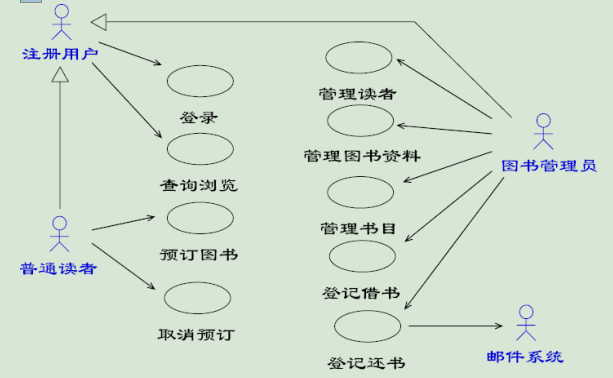 注册用户
登录
查询浏览
预订图书
普通读者
取消预订
管理读者
管理图书资料
图书管理员
管理书目
登记借书
登记还书
邮件系统